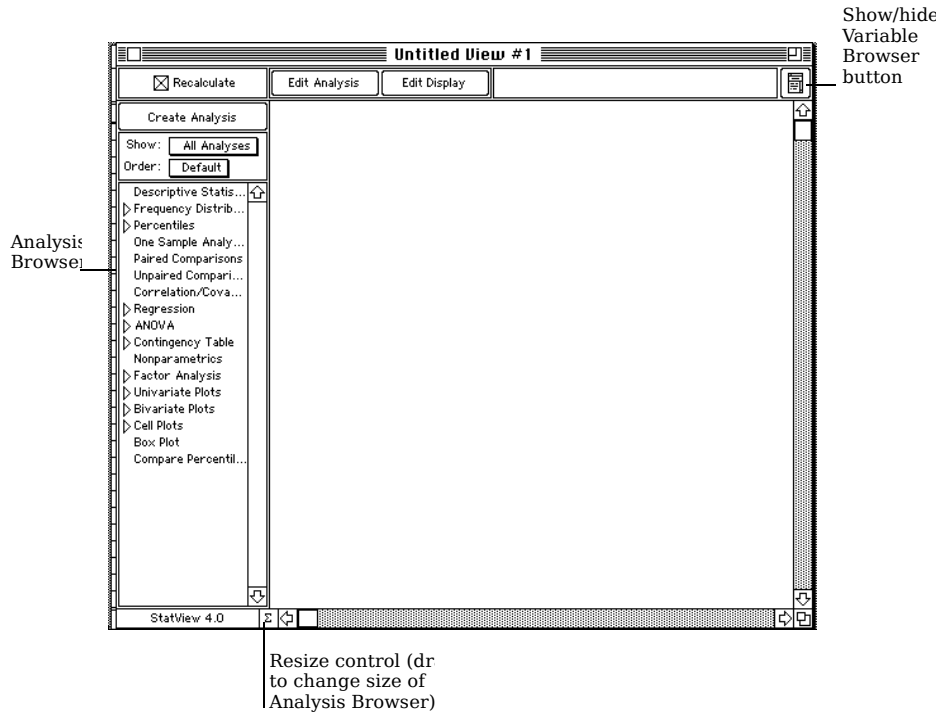 Show/hide
Variable
Browser
button
Untitled View #1
Recalculate
Edit Analysis
Edit Display
Create Analysis
Show: All Analyses
Order: Default
Descriptive Statis...
Frequency Distrib...
Percentiles
One Sample Analy...
Paired Comparisons
Unpaired Compari...
Correlation/Cova...
Regression
ANOVA
Contingency Table
Nonparametrics
Factor Analysis
Univariate Plots
Bivariate Plots
Cell Plots
Box Plot
Compare Percentil...
Analysis
Browser
StatView 4.0
Σ
Resize control (dr
to change size of
Analysis Browser)